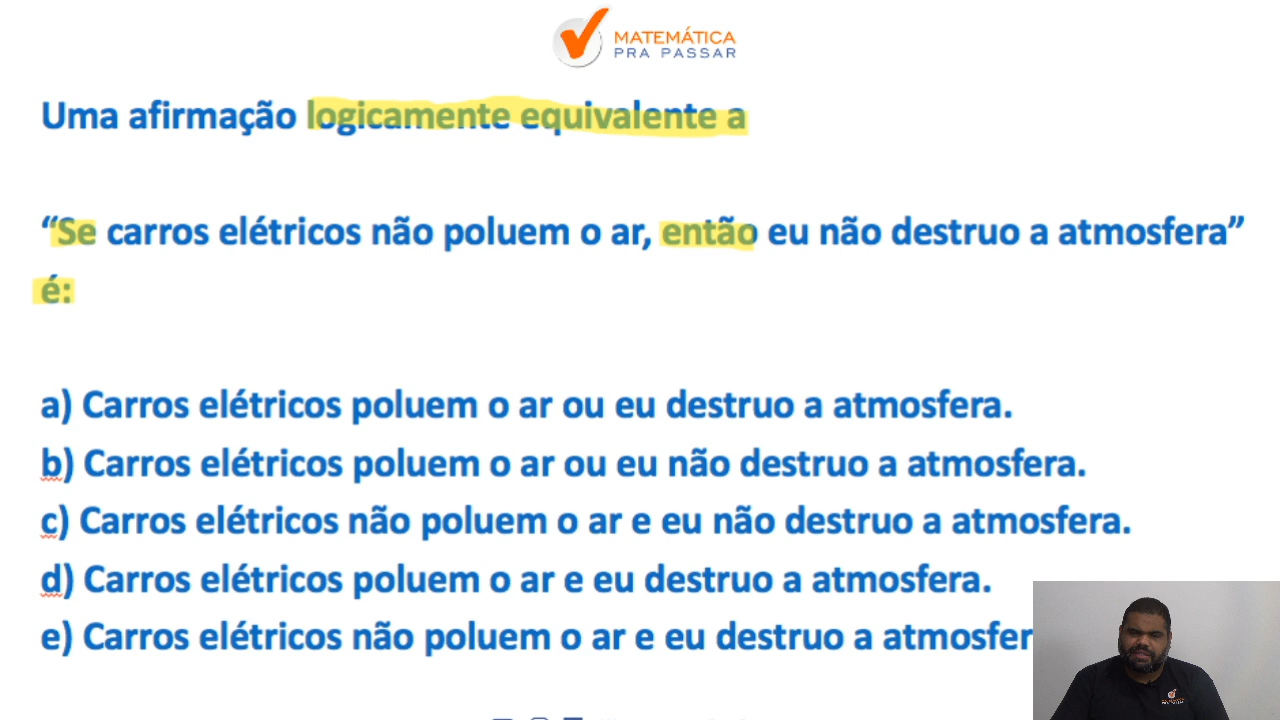 MATEMÁTICA
PRA PASSAR
Uma afirmação logicamente equivalente a
“Se carros elétricos não poluem o ar, então eu não destruo a atmosfera”
é:
a) Carros elétricos poluem o ar ou eu destruo a atmosfera.
b) Carros elétricos poluem o ar ou eu não destruo a atmosfera.
c) Carros elétricos não poluem o ar e eu não destruo a atmosfera.
d) Carros elétricos poluem o ar e eu destruo a atmosfera.
e) Carros elétricos não poluem o ar e eu destruo a atmosfer